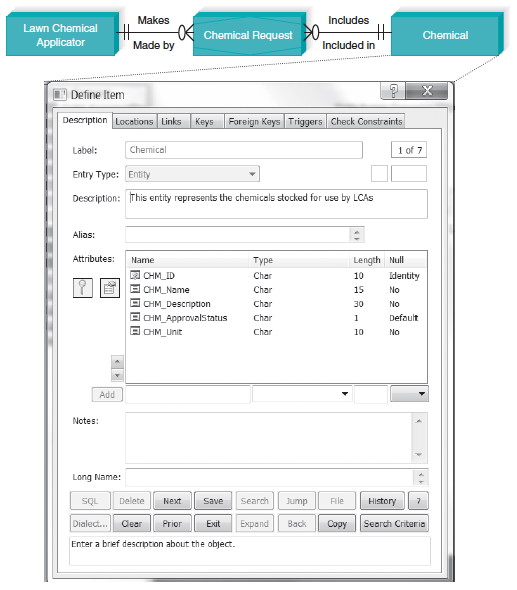 Lawn Chemical
Applicator
Makes
Made by
Chemical Request
Includes
Included in
Chemical
Define Item
? X
Description Locations Links Keys Foreign Keys Triggers Check Constraints
Label: Chemical 1 of 7
Entry Type: Entity
Description: This entity represents the chemicals stocked for use by LCAs
Alias:
Attributes: Name Type Length Null
CHM_ID Char 10 Identity
CHM_Name Char 15 No
CHM_Description Char 30 No
CHM_ApprovalStatus Char 1 Default
CHM_Unit Char 10 No
Add
Notes:
Long Name:
SQL Delete Next Save Search Jump File History ?
Dialect... Clear Prior Exit Expand Back Copy Search Criteria
Enter a brief description about the object.